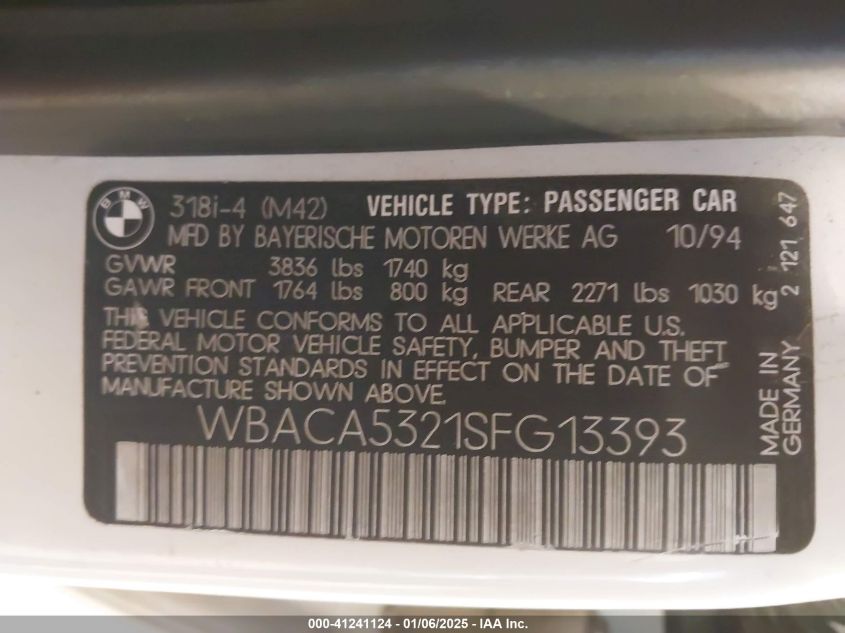 BMW
318i-4 (M42) VEHICLE TYPE: PASSENGER CAR
MFD BY BAYERISCHE MOTOREN WERKE AG 10/94
GVWR 3836 lbs 1740 kg
GAWR FRONT 1764 lbs 800 kg REAR 2271 lbs 1030 kg
THIS VEHICLE CONFORMS TO ALL APPLICABLE U.S.
FEDERAL MOTOR VEHICLE SAFETY, BUMPER AND THEFT
PREVENTION STANDARDS IN EFFECT ON THE DATE OF
MANUFACTURE SHOWN ABOVE.
WBACA5321SFG13393
2 121 647
MADE IN
GERMANY
000-41241124 - 01/06/2025 - IAA Inc.